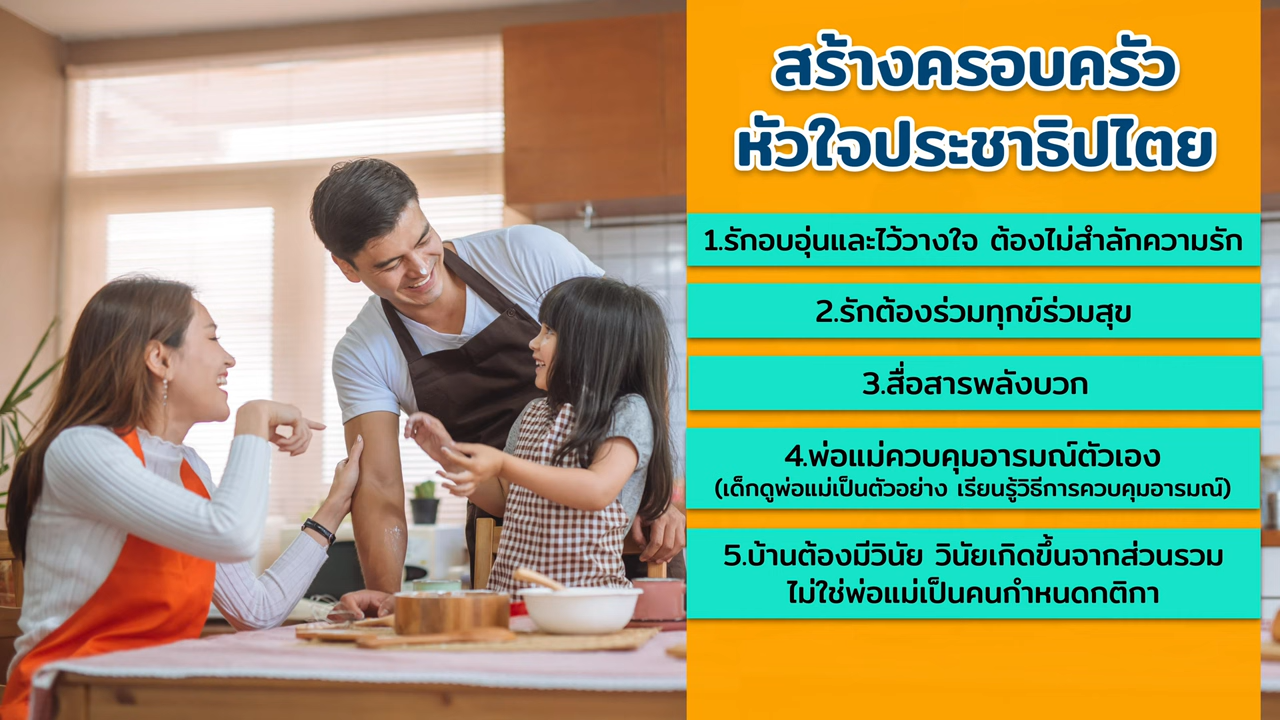 สร้างครอบครัว
หัวใจประชาธิปไตย
1.รักอบอุ่นและไว้วางใจ ต้องไม่สำลักความรัก
2.รักต้องร่วมทุกข์ร่วมสุข
3.สื่อสารพลังบวก
4.พ่อแม่ควบคุมอารมณ์ตัวเอง
(เด็กดูพ่อแม่เป็นตัวอย่าง เรียนรู้วิธีการควบคุมอารมณ์)
5.บ้านต้องมีวินัย วินัยเกิดขึ้นจากส่วนรวม
ไม่ใช่พ่อแม่เป็นคนกำหนดกติกา